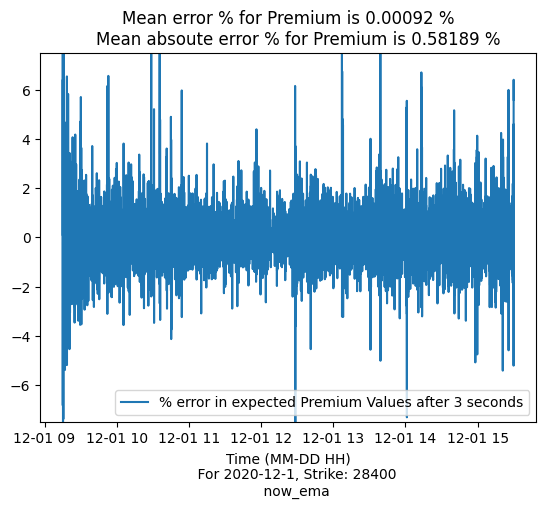 Mean error % for Premium is 0.00092 %
Mean absoute error % for Premium is 0.58189 %
6
4
2
0
−2
−4
−6
% error in expected Premium Values after 3 seconds
12-01 09 12-01 10 12-01 11 12-01 12 12-01 13 12-01 14 12-01 15
Time (MM-DD HH)
For 2020-12-1, Strike: 28400
now_ema